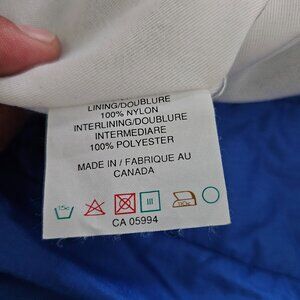 LINING/DOUBLURE
100% NYLON
INTERLINING/DOUBLURE
INTERMEDIARE
100% POLYESTER
MADE IN / FABRIQUE AU
CANADA
CA 05994